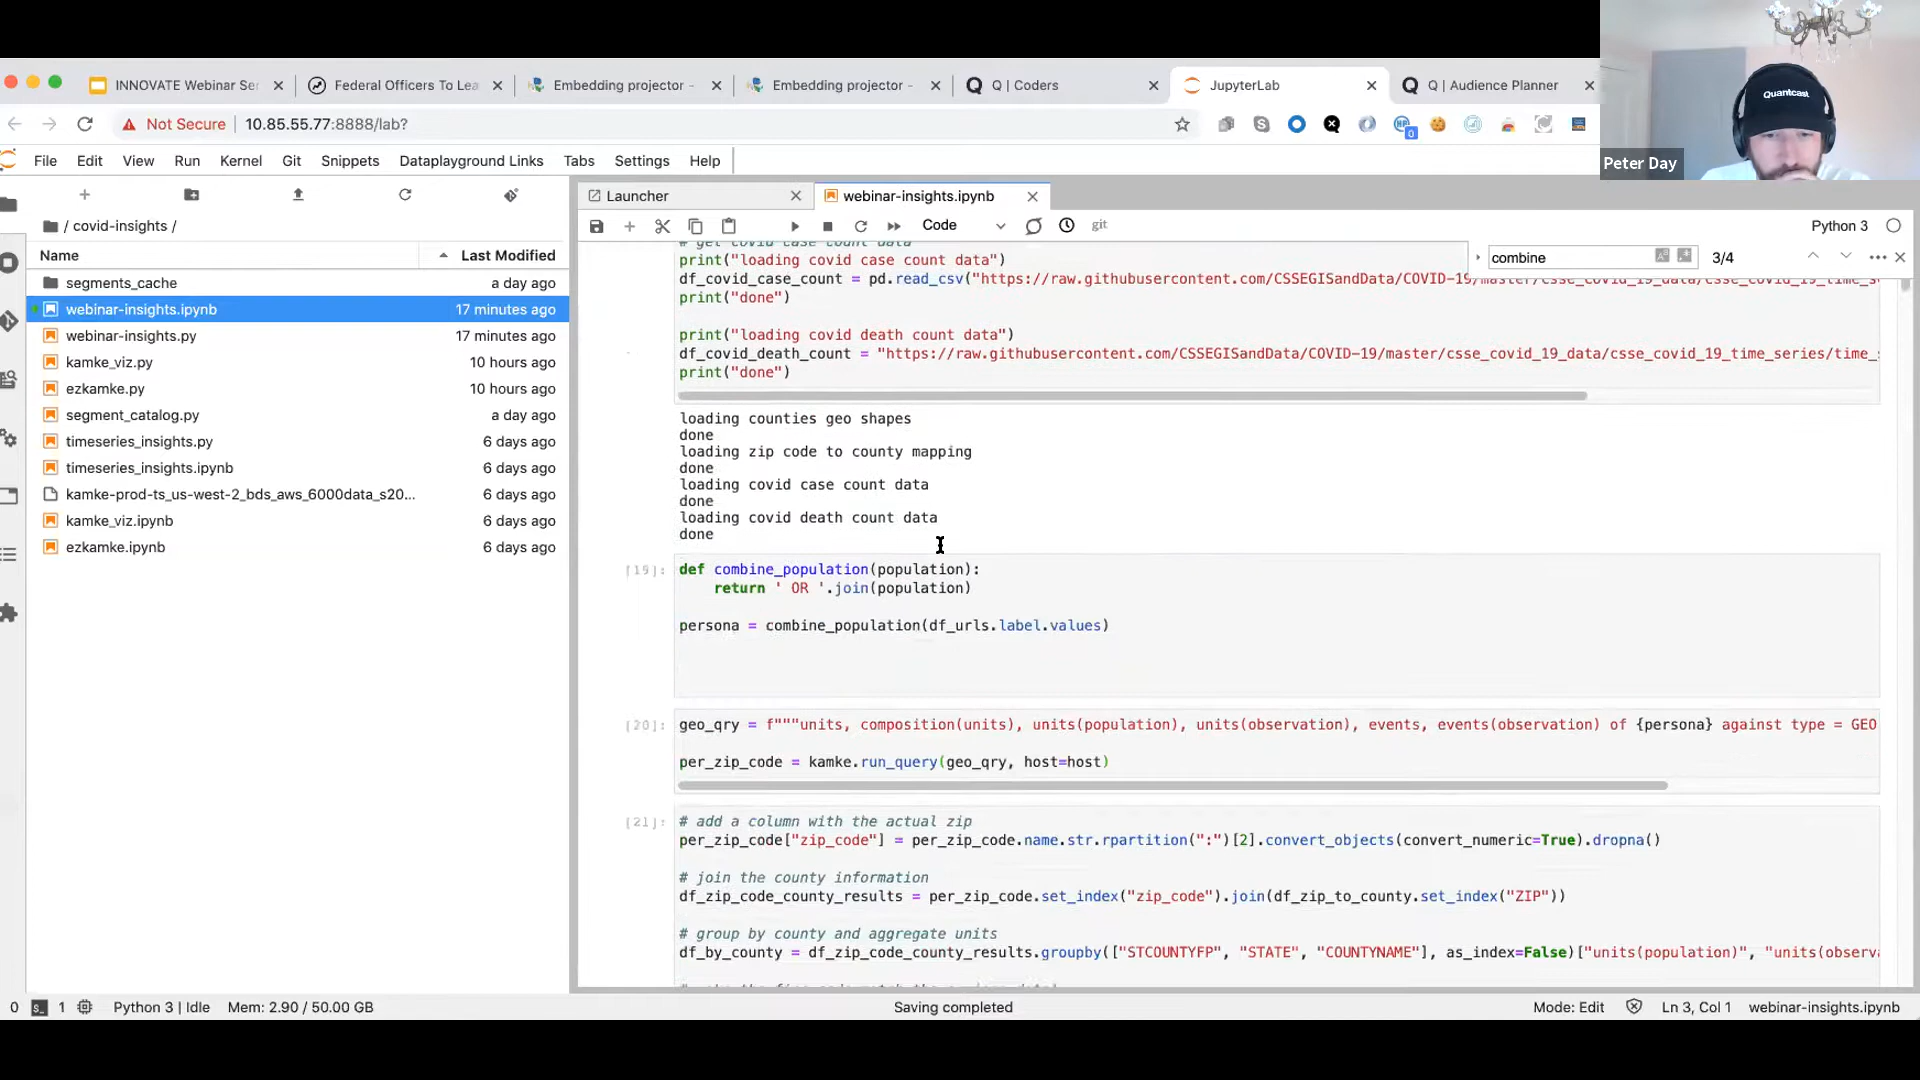 INNOVATE Webinar Ser
Federal Officers To Lea
Embedding projector -
Embedding projector -
Q | Coders
JupyterLab
Q | Audience Planner
Quantcast
Peter Day
Not Secure
10.85.55.77:8888/lab?
0
File Edit View Run Kernel Git Snippets Dataplayground Links Tabs Settings Help
Launcher
webinar-insights.ipynb
/ covid-insights /
Code
git
Python 3
Name
Last Modified
segments_cache a day ago
webinar-insights.ipynb 17 minutes ago
webinar-insights.py 17 minutes ago
kamke_viz.py 10 hours ago
ezkamke.py 10 hours ago
segment_catalog.py a day ago
timeseries_insights.py 6 days ago
timeseries_insights.ipynb 6 days ago
kamke-prod-ts_us-west-2_bds_aws_6000data_s20... 6 days ago
kamke_viz.ipynb 6 days ago
ezkamke.ipynb 6 days ago
combine
3/4
# get covid case count data
print("loading covid case count data")
df_covid_case_count = pd.read_csv("https://raw.githubusercontent.com/CSSEGISandData/COVID-19/master/csse_covid_19_data/csse_covid_19_time_s
print("done")
print("loading covid death count data")
df_covid_death_count = "https://raw.githubusercontent.com/CSSEGISandData/COVID-19/master/csse_covid_19_data/csse_covid_19_time_series/time_s
print("done")
loading counties geo shapes
done
loading zip code to county mapping
done
loading covid case count data
done
loading covid death count data
done
[19]:
def combine_population(population):
return ' OR '.join(population)
persona = combine_population(df_urls.label.values)
[20]:
geo_qry = f"""units, composition(units), units(population), units(observation), events, events(observation) of {persona} against type = GEO
per_zip_code = kamke.run_query(geo_qry, host=host)
[21]:
# add a column with the actual zip
per_zip_code["zip_code"] = per_zip_code.name.str.rpartition(":")[2].convert_objects(convert_numeric=True).dropna()
# join the county information
df_zip_code_county_results = per_zip_code.set_index("zip_code").join(df_zip_to_county.set_index("ZIP"))
# group by county and aggregate units
df_by_county = df_zip_code_county_results.groupby(["STCOUNTYFP", "STATE", "COUNTYNAME"], as_index=False)["units(population)", "units(observa
0
1
Python 3 | Idle
Mem: 2.90 / 50.00 GB
Saving completed
Mode: Edit
Ln 3, Col 1
webinar-insights.ipynb